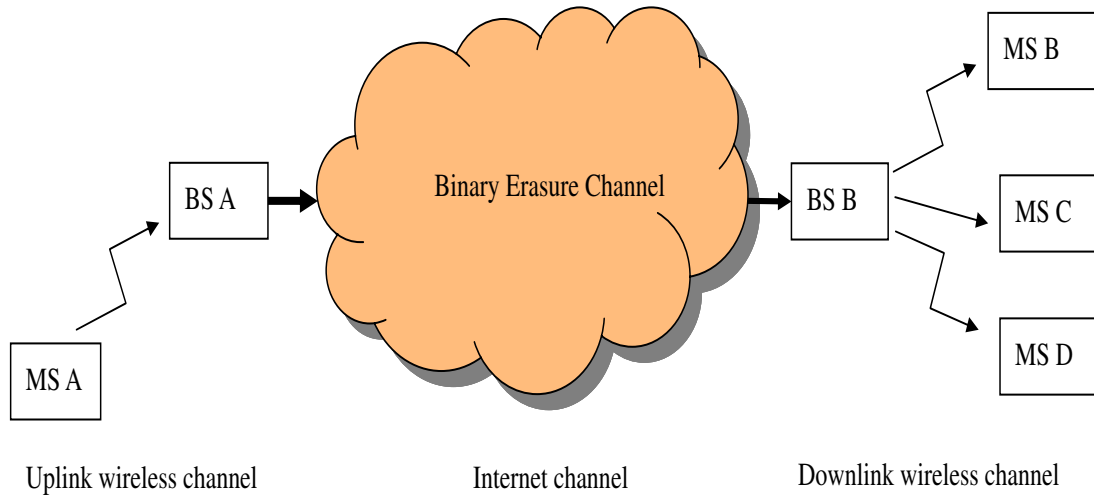 MS B
BS A
Binary Erasure Channel
BS B
MS C
MS A
MS D
Uplink wireless channel
Internet channel
Downlink wireless channel